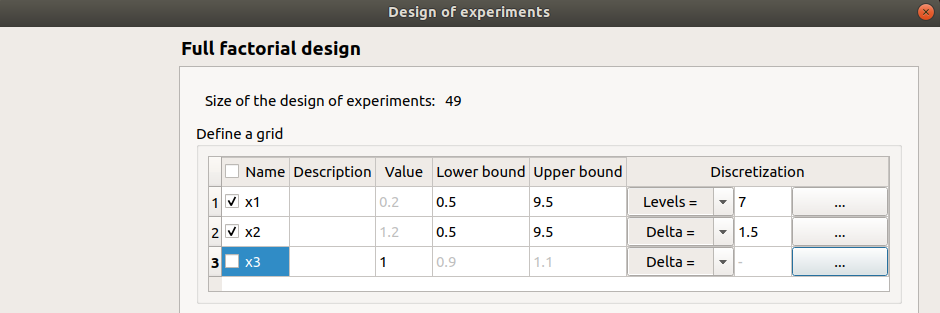 Design of experiments
Full factorial design
Size of the design of experiments: 49
Define a grid
Name Description Value Lower bound Upper bound Discretization
1 x1 0.2 0.5 9.5 Levels = 7 ...
2 x2 1.2 0.5 9.5 Delta = 1.5 ...
3 x3 1 0.9 1.1 Delta = - ...